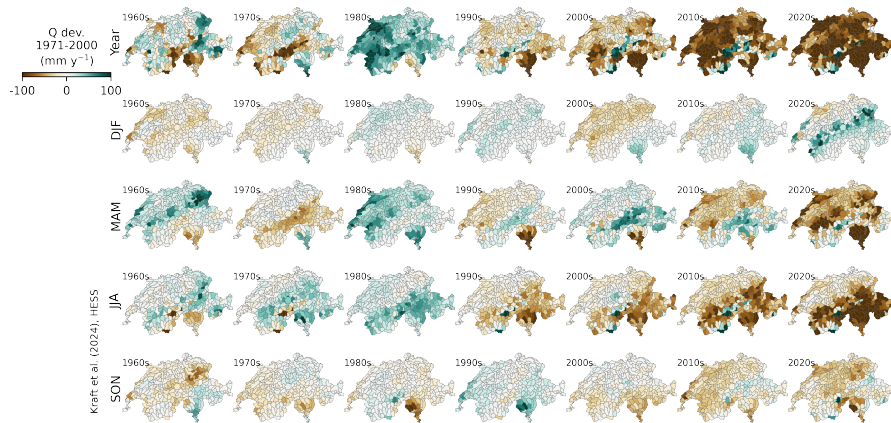 Q dev.
1971-2000
(mm y⁻¹)
-100 0 100
Year
1960s 1970s 1980s 1990s 2000s 2010s 2020s
DJF
1960s 1970s 1980s 1990s 2000s 2010s 2020s
MAM
1960s 1970s 1980s 1990s 2000s 2010s 2020s
JJA
1960s 1970s 1980s 1990s 2000s 2010s 2020s
SON
1960s 1970s 1980s 1990s 2000s 2010s 2020s
Kraft et al. (2024), HESS